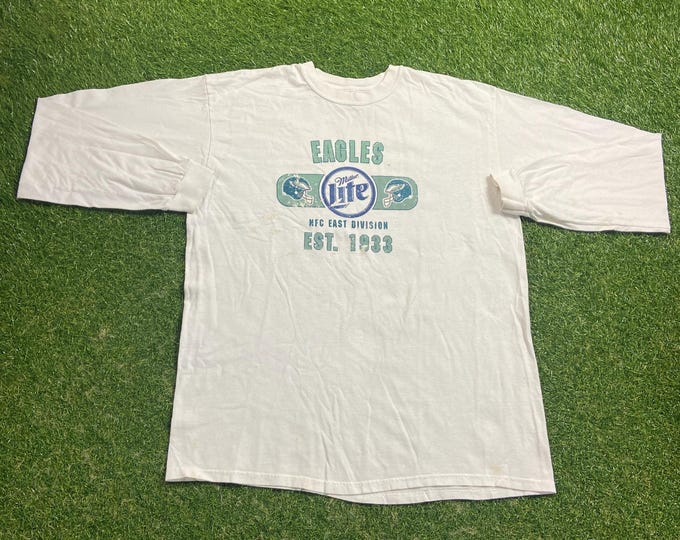 EAGLES
Miller
Lite
NFC EAST DIVISION
EST. 1933